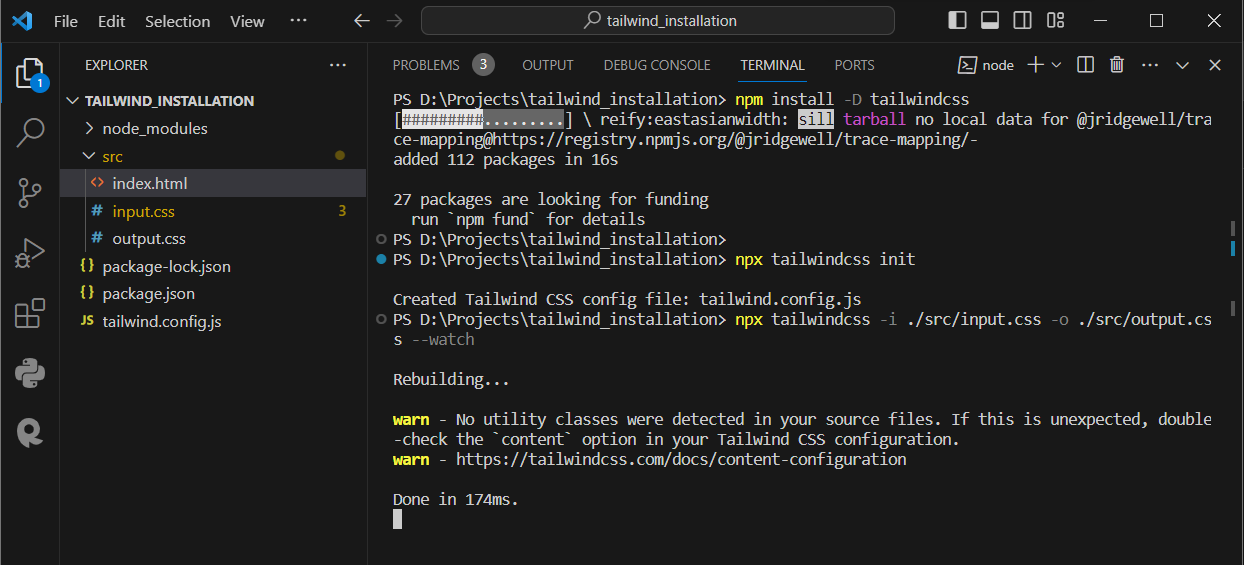 File Edit Selection View ··· tailwind_installation
EXPLORER ···
1
TAILWIND_INSTALLATION
node_modules
src
<> index.html
# input.css 3
# output.css
{} package-lock.json
{} package.json
JS tailwind.config.js
PROBLEMS 3 OUTPUT DEBUG CONSOLE TERMINAL PORTS node ···
PS D:\Projects\tailwind_installation> npm install -D tailwindcss
[#########.........] \ reify:eastasianwidth: sill tarball no local data for @jridgewell/tra
ce-mapping@https://registry.npmjs.org/@jridgewell/trace-mapping/-
added 112 packages in 16s
27 packages are looking for funding
run `npm fund` for details
PS D:\Projects\tailwind_installation>
PS D:\Projects\tailwind_installation> npx tailwindcss init
Created Tailwind CSS config file: tailwind.config.js
PS D:\Projects\tailwind_installation> npx tailwindcss -i ./src/input.css -o ./src/output.cs
s --watch
Rebuilding...
warn - No utility classes were detected in your source files. If this is unexpected, double
-check the `content` option in your Tailwind CSS configuration.
warn - https://tailwindcss.com/docs/content-configuration
Done in 174ms.